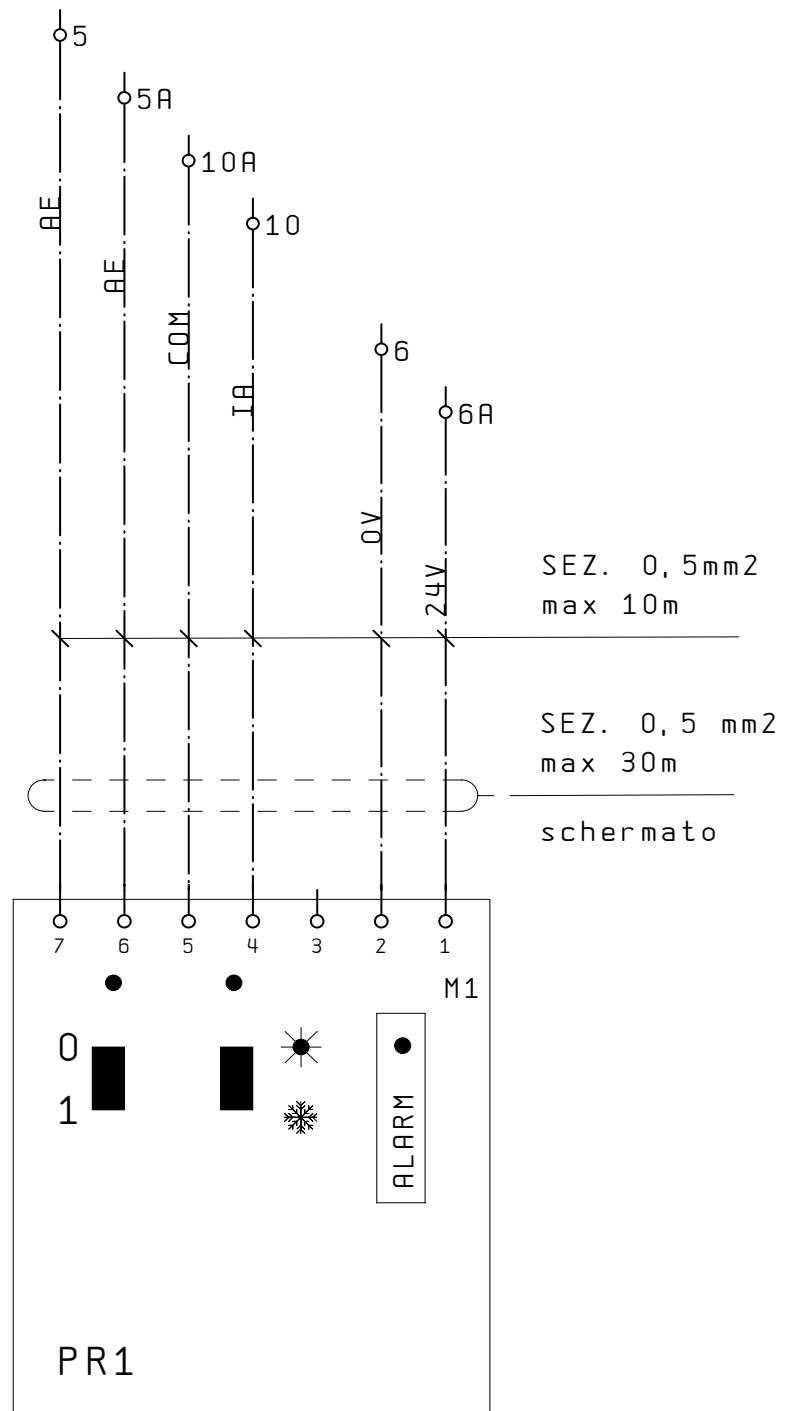 5
5A
10A
10
AE
AE
COM
IA
6
6A
0V
24V
SEZ. 0,5mm2
max 10m
SEZ. 0,5 mm2
max 30m
schermato
7 6 5 4 3 2 1
M1
0
1
ALARM
PR1